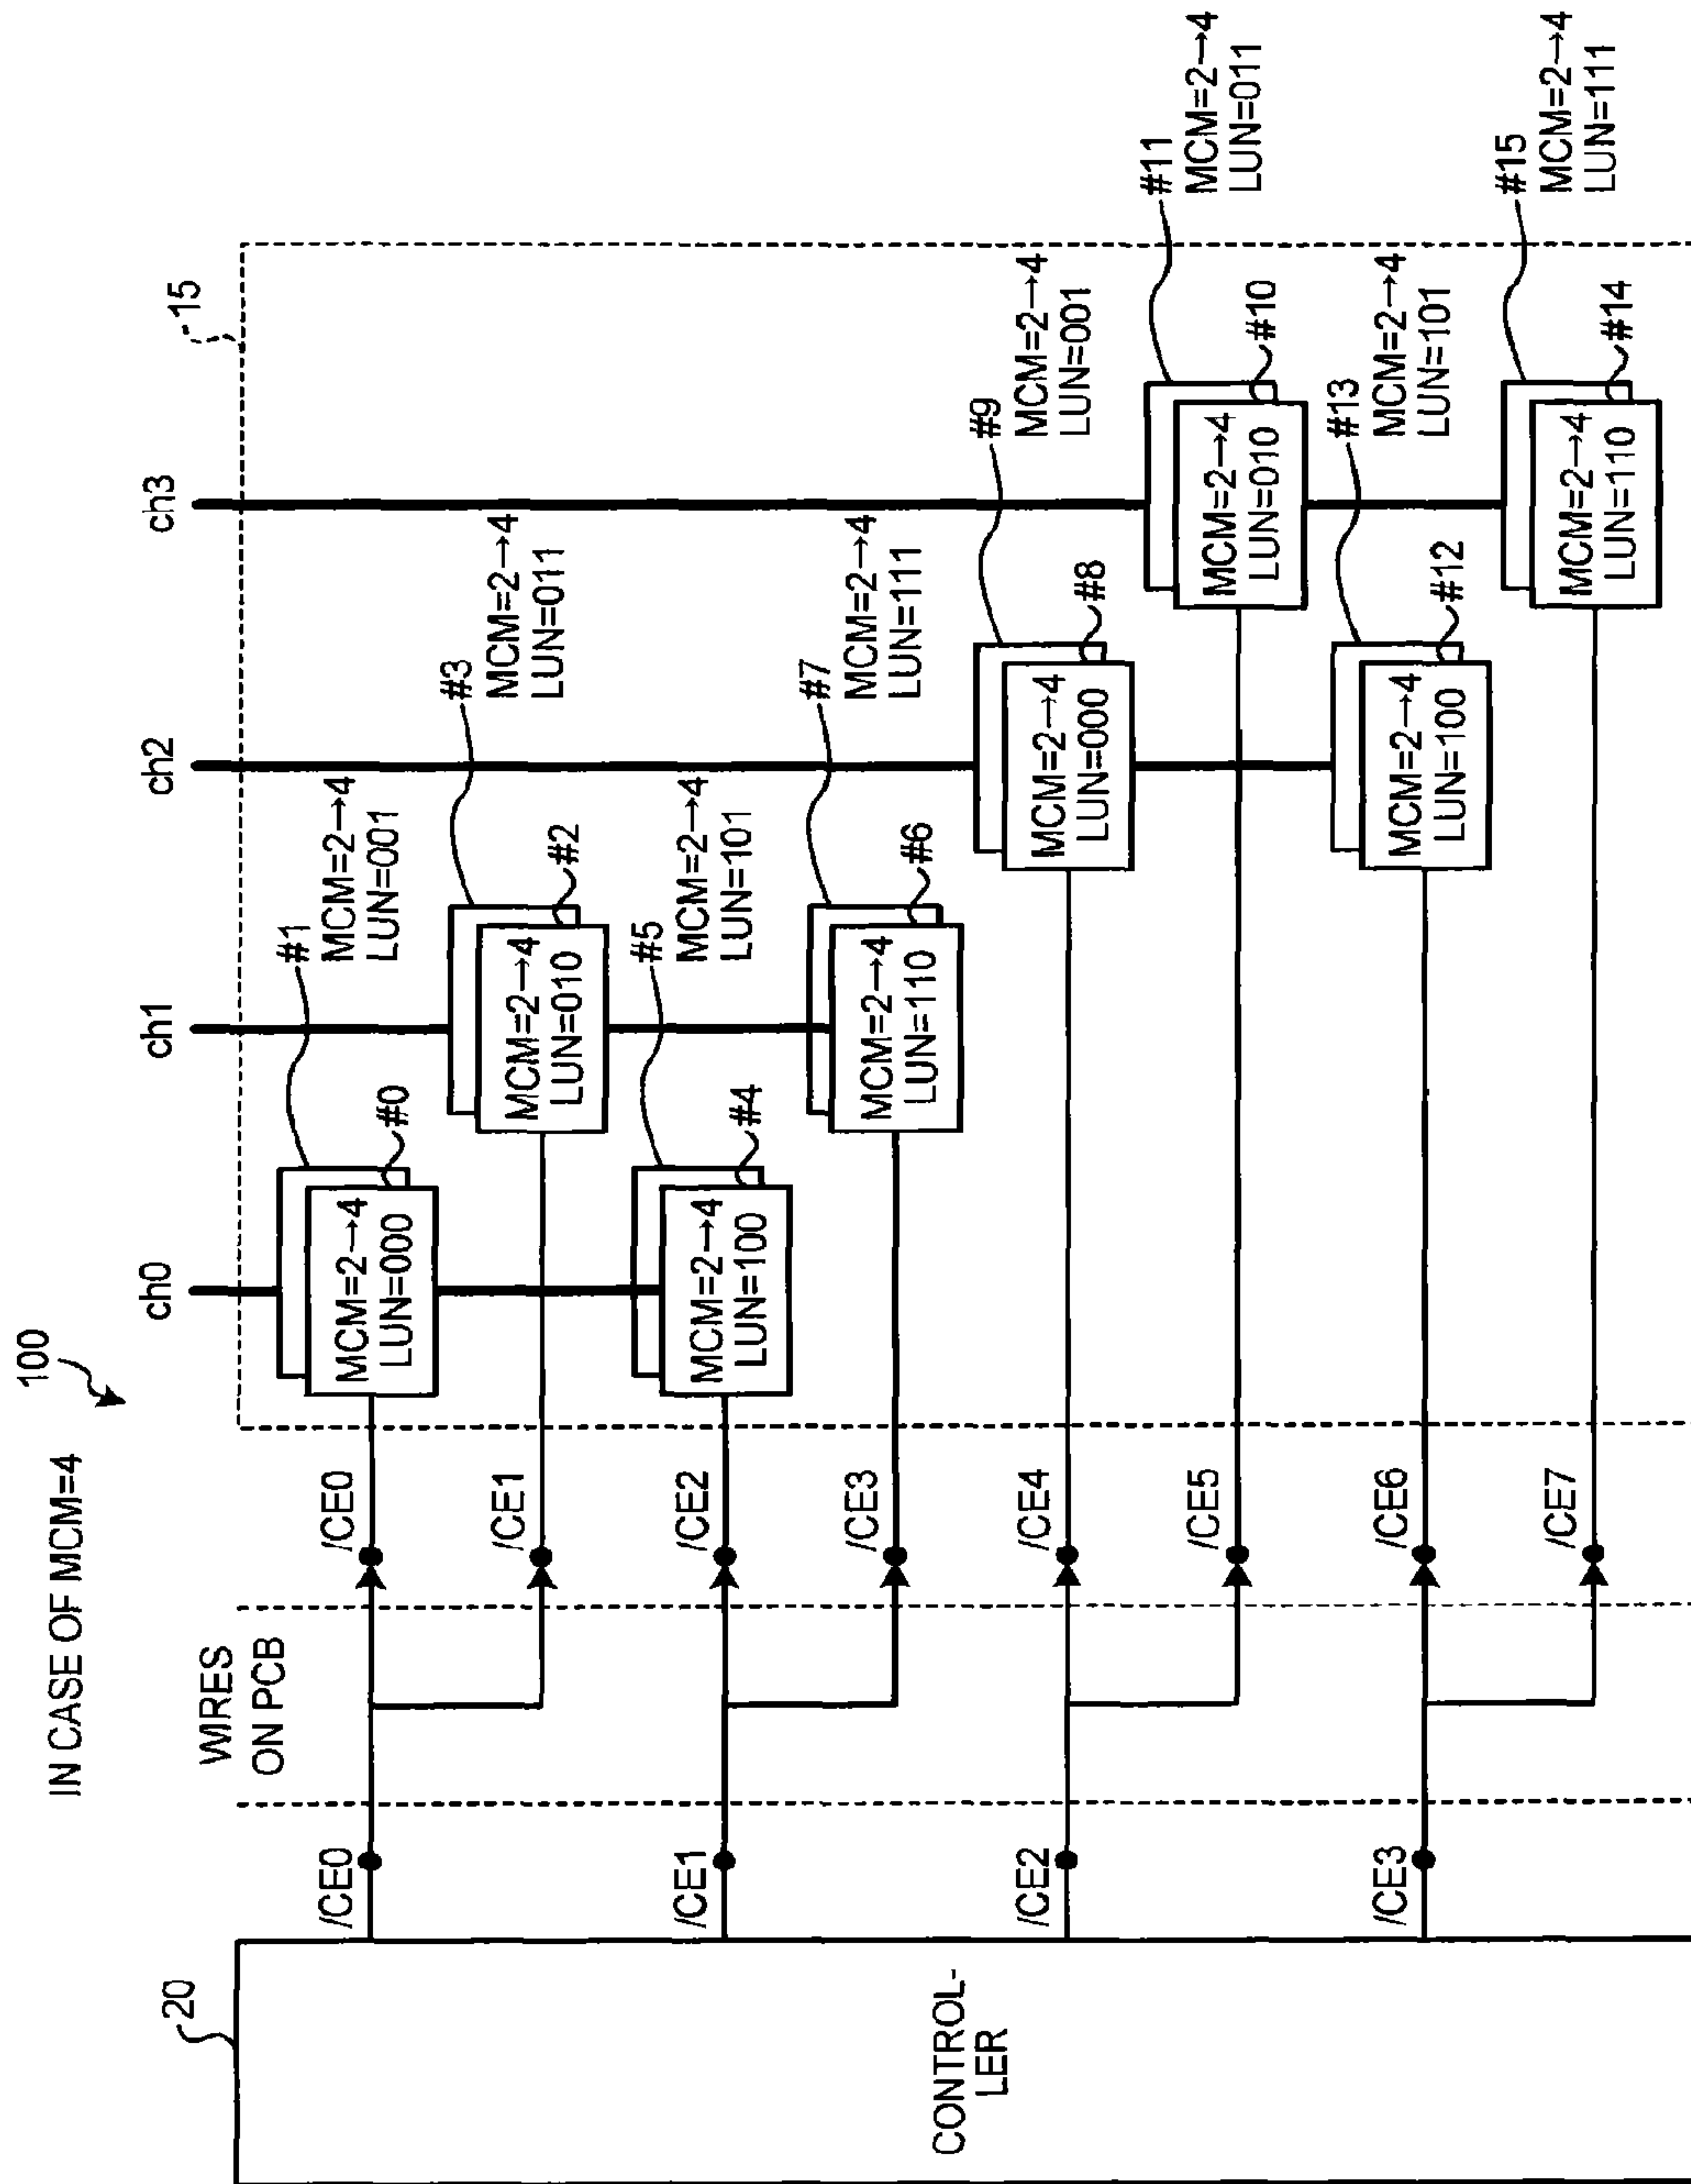 IN CASE OF MCM=4
100
20
CONTROL-
LER
/CE0
/CE1
/CE2
/CE3
WIRES
ON PCB
/CE0
/CE1
/CE2
/CE3
/CE4
/CE5
/CE6
/CE7
15
ch0
ch1
ch2
ch3
#1
MCM=2→4
LUN=001
MCM=2→4
LUN=000
#0
#3
MCM=2→4
LUN=011
MCM=2→4
LUN=010
#2
#5
MCM=2→4
LUN=101
MCM=2→4
LUN=100
#4
#7
MCM=2→4
LUN=111
MCM=2→4
LUN=110
#6
#9
MCM=2→4
LUN=001
MCM=2→4
LUN=000
#8
#11
MCM=2→4
LUN=011
MCM=2→4
LUN=010
#10
#13
MCM=2→4
LUN=101
MCM=2→4
LUN=100
#12
#15
MCM=2→4
LUN=111
MCM=2→4
LUN=110
#14